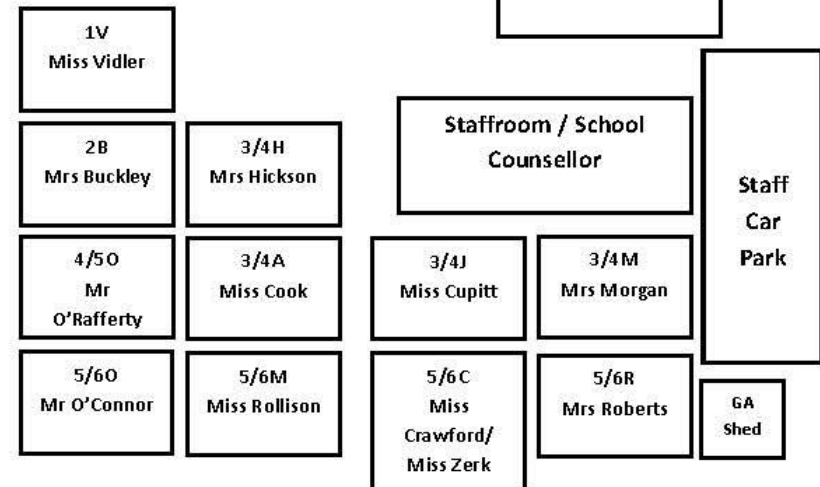 1V
Miss Vidler
2B
Mrs Buckley
3/4H
Mrs Hickson
Staffroom / School
Counsellor
Staff
Car
Park
4/5O
Mr
O'Rafferty
3/4A
Miss Cook
3/4J
Miss Cupitt
3/4M
Mrs Morgan
5/6O
Mr O'Connor
5/6M
Miss Rollison
5/6C
Miss
Crawford/
Miss Zerk
5/6R
Mrs Roberts
GA
Shed